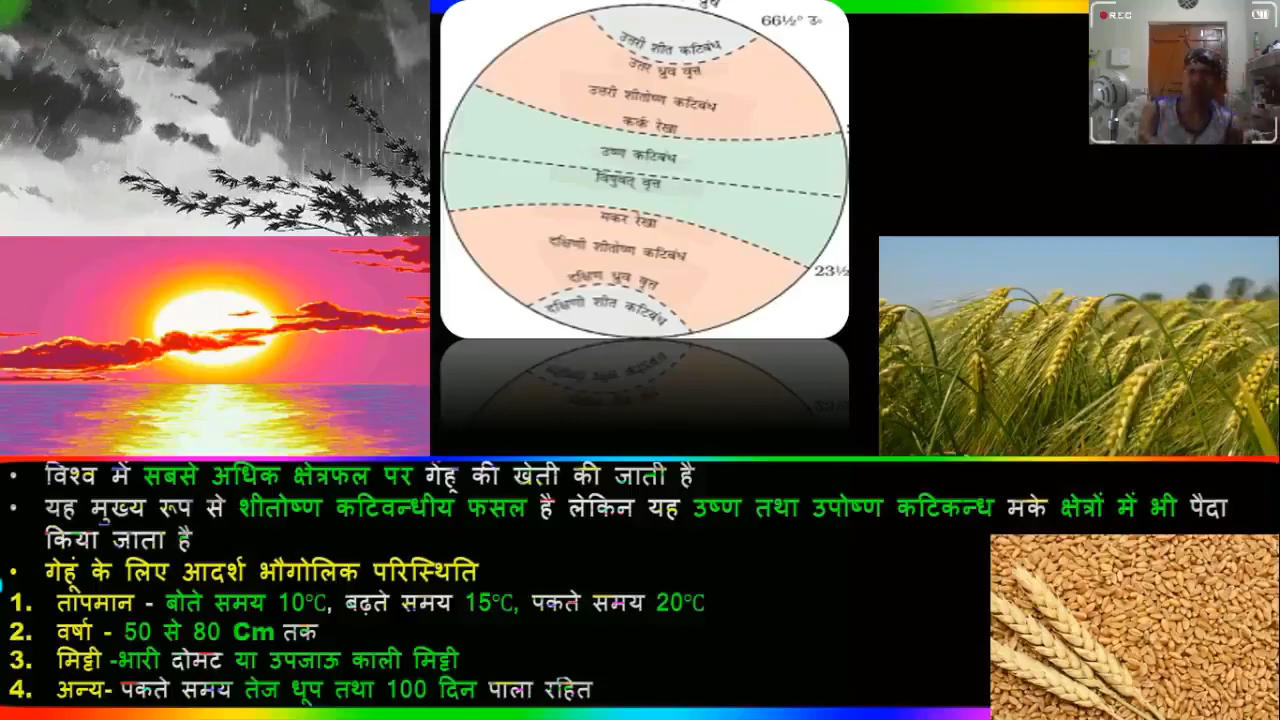 66½° उ०
उत्तरी शीत कटिबंध
उत्तर ध्रुव वृत्त
उत्तरी शीतोष्ण कटिबंध
कर्क रेखा
उष्ण कटिबंध
विषुवत् वृत्त
मकर रेखा
23½
दक्षिणी शीतोष्ण कटिबंध
दक्षिण ध्रुव वृत्त
दक्षिणी शीत कटिबंध
REC
• विश्व में सबसे अधिक क्षेत्रफल पर गेहू की खेती की जाती है
• यह मुख्य रूप से शीतोष्ण कटिवन्धीय फसल है लेकिन यह उष्ण तथा उपोष्ण कटिकन्ध मके क्षेत्रों में भी पैदा
किया जाता है
• गेहूं के लिए आदर्श भौगोलिक परिस्थिति
1. तापमान - बोते समय 10°C, बढ़ते समय 15°C, पकते समय 20°C
2. वर्षा - 50 से 80 Cm तक
3. मिट्टी -भारी दोमट या उपजाऊ काली मिट्टी
4. अन्य- पकते समय तेज धूप तथा 100 दिन पाला रहित